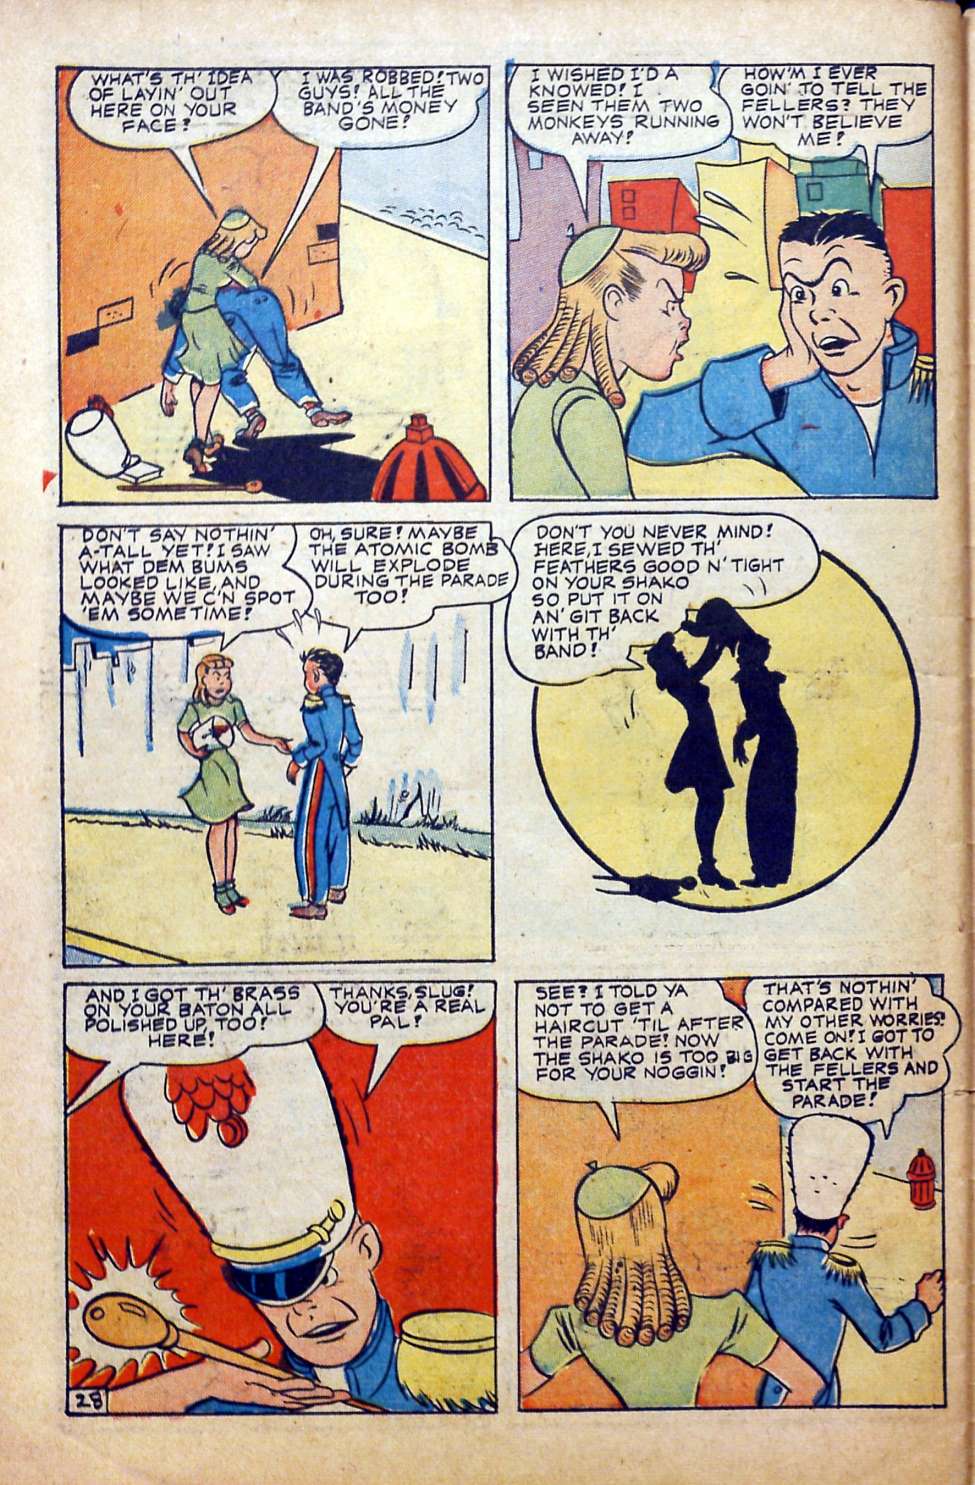 WHAT'S TH' IDEA
OF LAYIN' OUT
HERE ON YOUR
FACE?
I WAS ROBBED! TWO
GUYS! ALL THE
BAND'S MONEY
GONE!
I WISHED I'D A
KNOWED! I
SEEN THEM TWO
MONKEYS RUNNING
AWAY!
HOW'M I EVER
GOIN' TO TELL THE
FELLERS? THEY
WON'T BELIEVE
ME!
DON'T SAY NOTHIN'
A-TALL YET! I SAW
WHAT DEM BUMS
LOOKED LIKE, AND
MAYBE WE C'N SPOT
'EM SOMETIME!
OH, SURE! MAYBE
THE ATOMIC BOMB
WILL EXPLODE
DURING THE PARADE
TOO!
DON'T YOU NEVER MIND!
HERE, I SEWED TH'
FEATHERS GOOD N' TIGHT
ON YOUR SHAKO
SO PUT IT ON
AN' GIT BACK
WITH TH'
BAND!
AND I GOT TH' BRASS
ON YOUR BATON ALL
POLISHED UP, TOO!
HERE!
THANKS, SLUG!
YOU'RE A REAL
PAL!
28
SEE? I TOLD YA
NOT TO GET A
HAIRCUT 'TIL AFTER
THE PARADE! NOW
THE SHAKO IS TOO BIG
FOR YOUR NOGGIN!
THAT'S NOTHIN'
COMPARED WITH
MY OTHER WORRIES!
COME ON! I GOT TO
GET BACK WITH
THE FELLERS AND
START THE
PARADE!